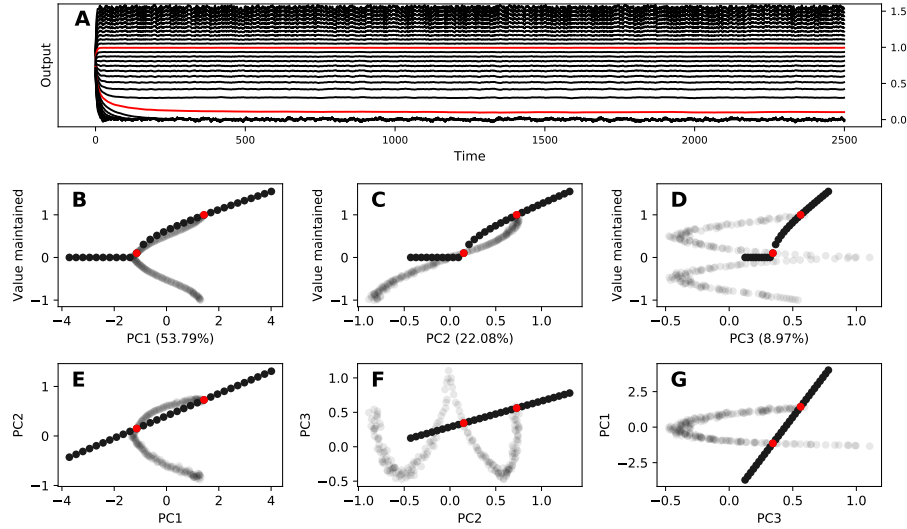 A
Output
1.5
1.0
0.5
0.0
0 500 1000 1500 2000 2500
Time
B
Value maintained
1
0
−1
−4 −2 0 2 4
PC1 (53.79%)
C
Value maintained
1
0
−1
−1.0 −0.5 0.0 0.5 1.0
PC2 (22.08%)
D
Value maintained
1
0
−1
−0.5 0.0 0.5 1.0
PC3 (8.97%)
E
PC2
1
0
−1
−4 −2 0 2 4
PC1
F
PC3
1.0
0.5
0.0
−0.5
−1.0 −0.5 0.0 0.5 1.0
PC2
G
PC1
2.5
0.0
−2.5
−0.5 0.0 0.5 1.0
PC3